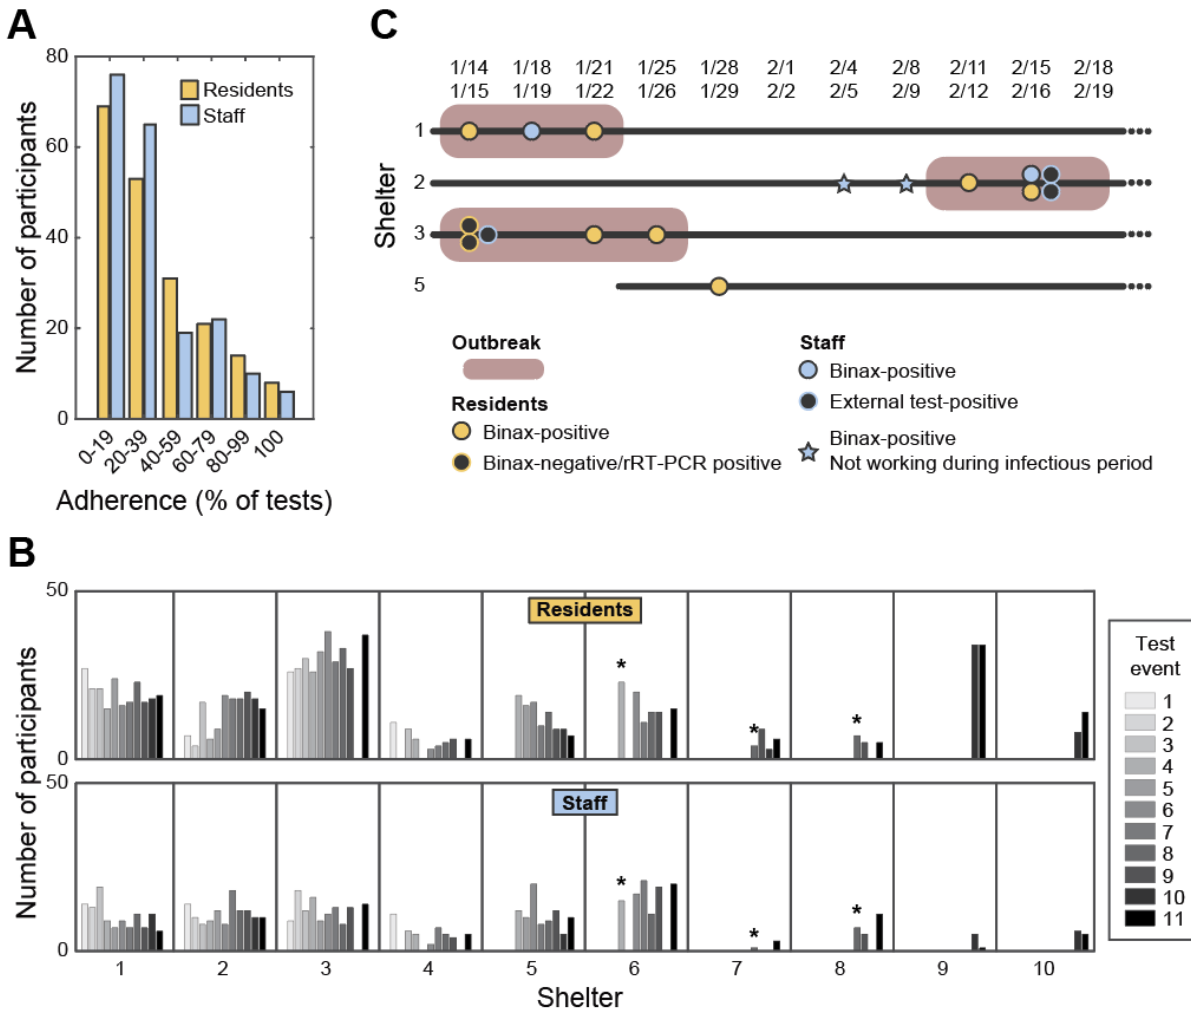 A
80
60
40
20
0
Number of participants
Residents
Staff
0-19
20-39
40-59
60-79
80-99
100
Adherence (% of tests)
C
1/14 1/18 1/21 1/25 1/28 2/1 2/4 2/8 2/11 2/15 2/18
1/15 1/19 1/22 1/26 1/29 2/2 2/5 2/9 2/12 2/16 2/19
Shelter
1
2
3
5
Outbreak
Residents
Binax-positive
Binax-negative/rRT-PCR positive
Staff
Binax-positive
External test-positive
Binax-positive
Not working during infectious period
B
50
0
Number of participants
Residents
*
*
*
50
0
Number of participants
Staff
*
*
*
1 2 3 4 5 6 7 8 9 10
Shelter
Test
event
1
2
3
4
5
6
7
8
9
10
11